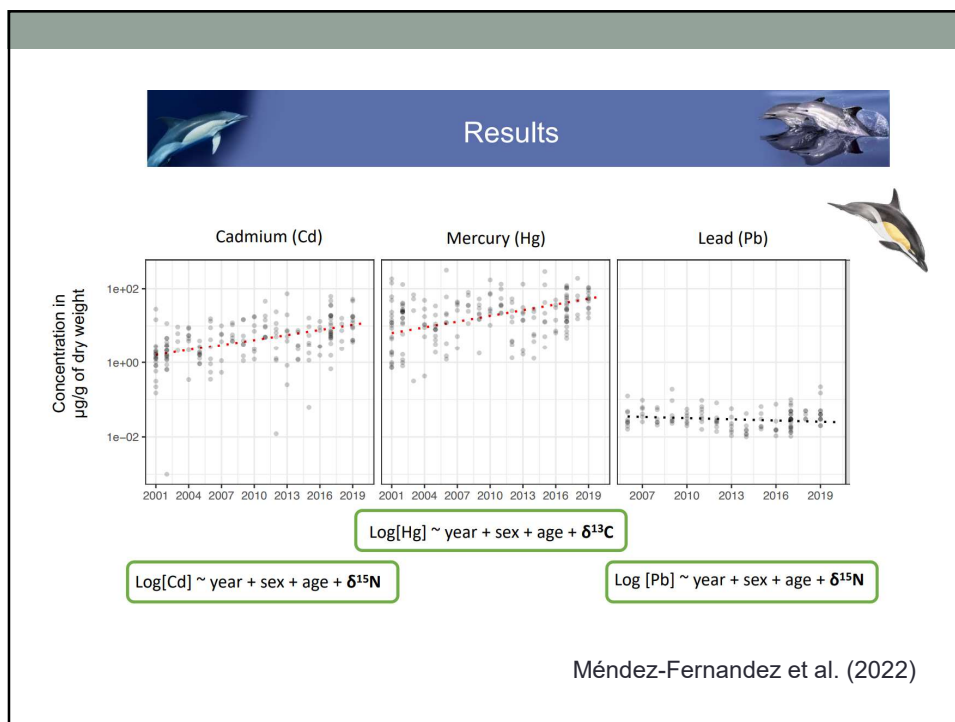 Results
Cadmium (Cd)
Mercury (Hg)
Lead (Pb)
Concentration in
µg/g of dry weight
1e+02
1e+00
1e−02
2001 2004 2007 2010 2013 2016 2019
2001 2004 2007 2010 2013 2016 2019
2007 2010 2013 2016 2019
Log[Hg] ~ year + sex + age + δ¹³C
Log[Cd] ~ year + sex + age + δ¹⁵N
Log [Pb] ~ year + sex + age + δ¹⁵N
Méndez-Fernandez et al. (2022)